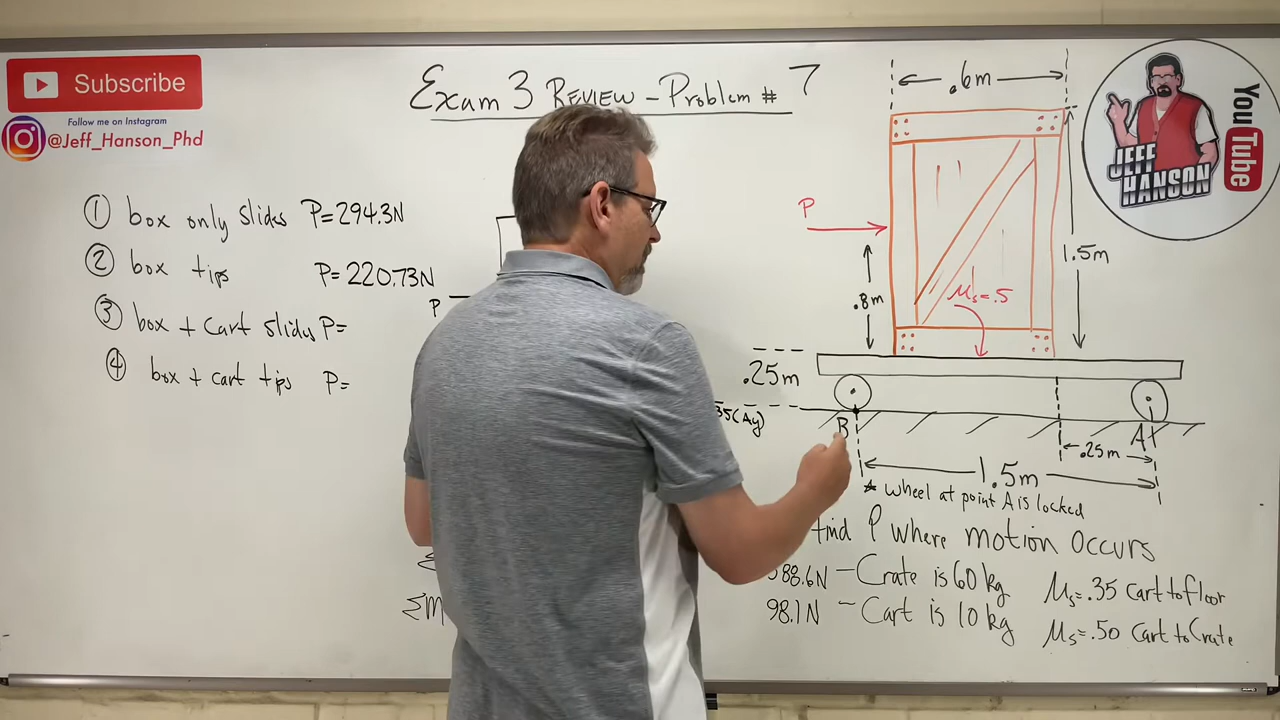 Subscribe
Follow me on Instagram
@Jeff_Hanson_Phd
Exam 3 REVIEW - Problem # 7
① box only slides P=294.3N
② box tips P=220.73N
③ box + cart slides P=
④ box + cart tips P=
P
.6m
P
.8m
1.5m
μs=.5
.25m
35(Ay)
B
A
.25m
1.5m
* wheel at point A is locked
find P where motion occurs
588.6N - Crate is 60 kg
μs=.35 Cart to floor
98.1N - Cart is 10 kg
μs=.50 Cart to Crate
ΣM
JEFF HANSON
YouTube